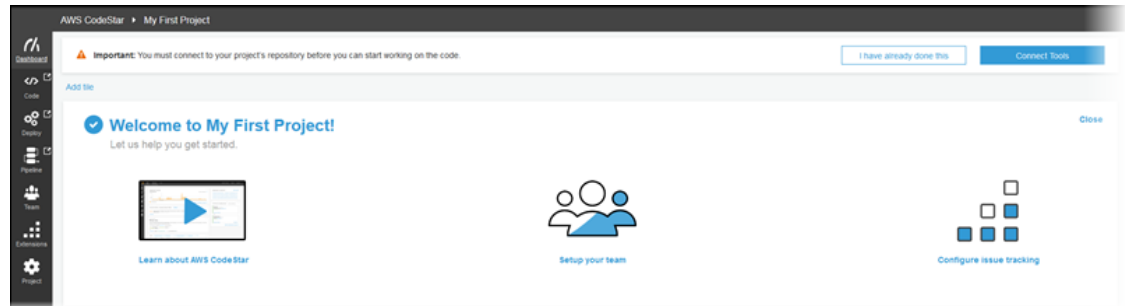 AWS CodeStar ▸ My First Project
Dashboard
Code
Deploy
Pipeline
Team
Extensions
Project
Important: You must connect to your project's repository before you can start working on the code.
I have already done this
Connect Tools
Add tile
Welcome to My First Project!
Close
Let us help you get started.
Learn about AWS CodeStar
Setup your team
Configure issue tracking